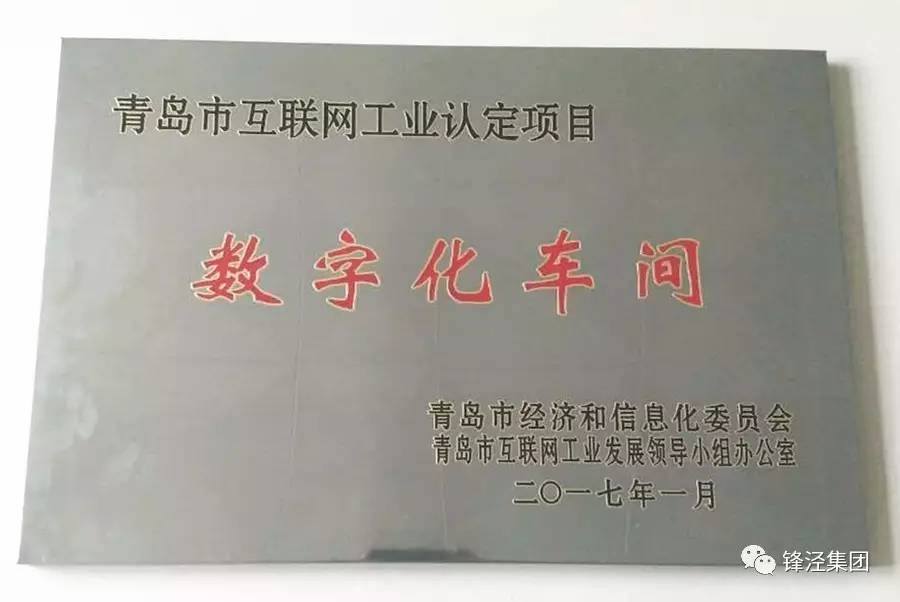 青岛市互联网工业认定项目
数字化车间
青岛市经济和信息化委员会
青岛市互联网工业发展领导小组办公室
二〇一七年一月
锋泾集团